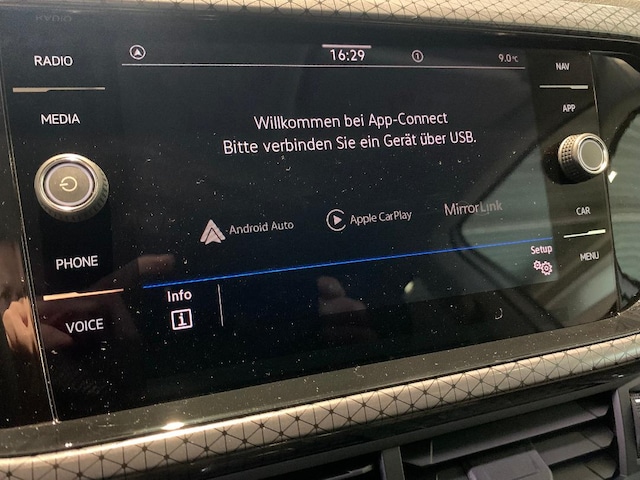 RADIO
MEDIA
PHONE
VOICE
16:29
1
9.0°C
Willkommen bei App-Connect
Bitte verbinden Sie ein Gerät über USB.
Android Auto
Apple CarPlay
MirrorLink
Info
i
Setup
NAV
APP
CAR
MENU